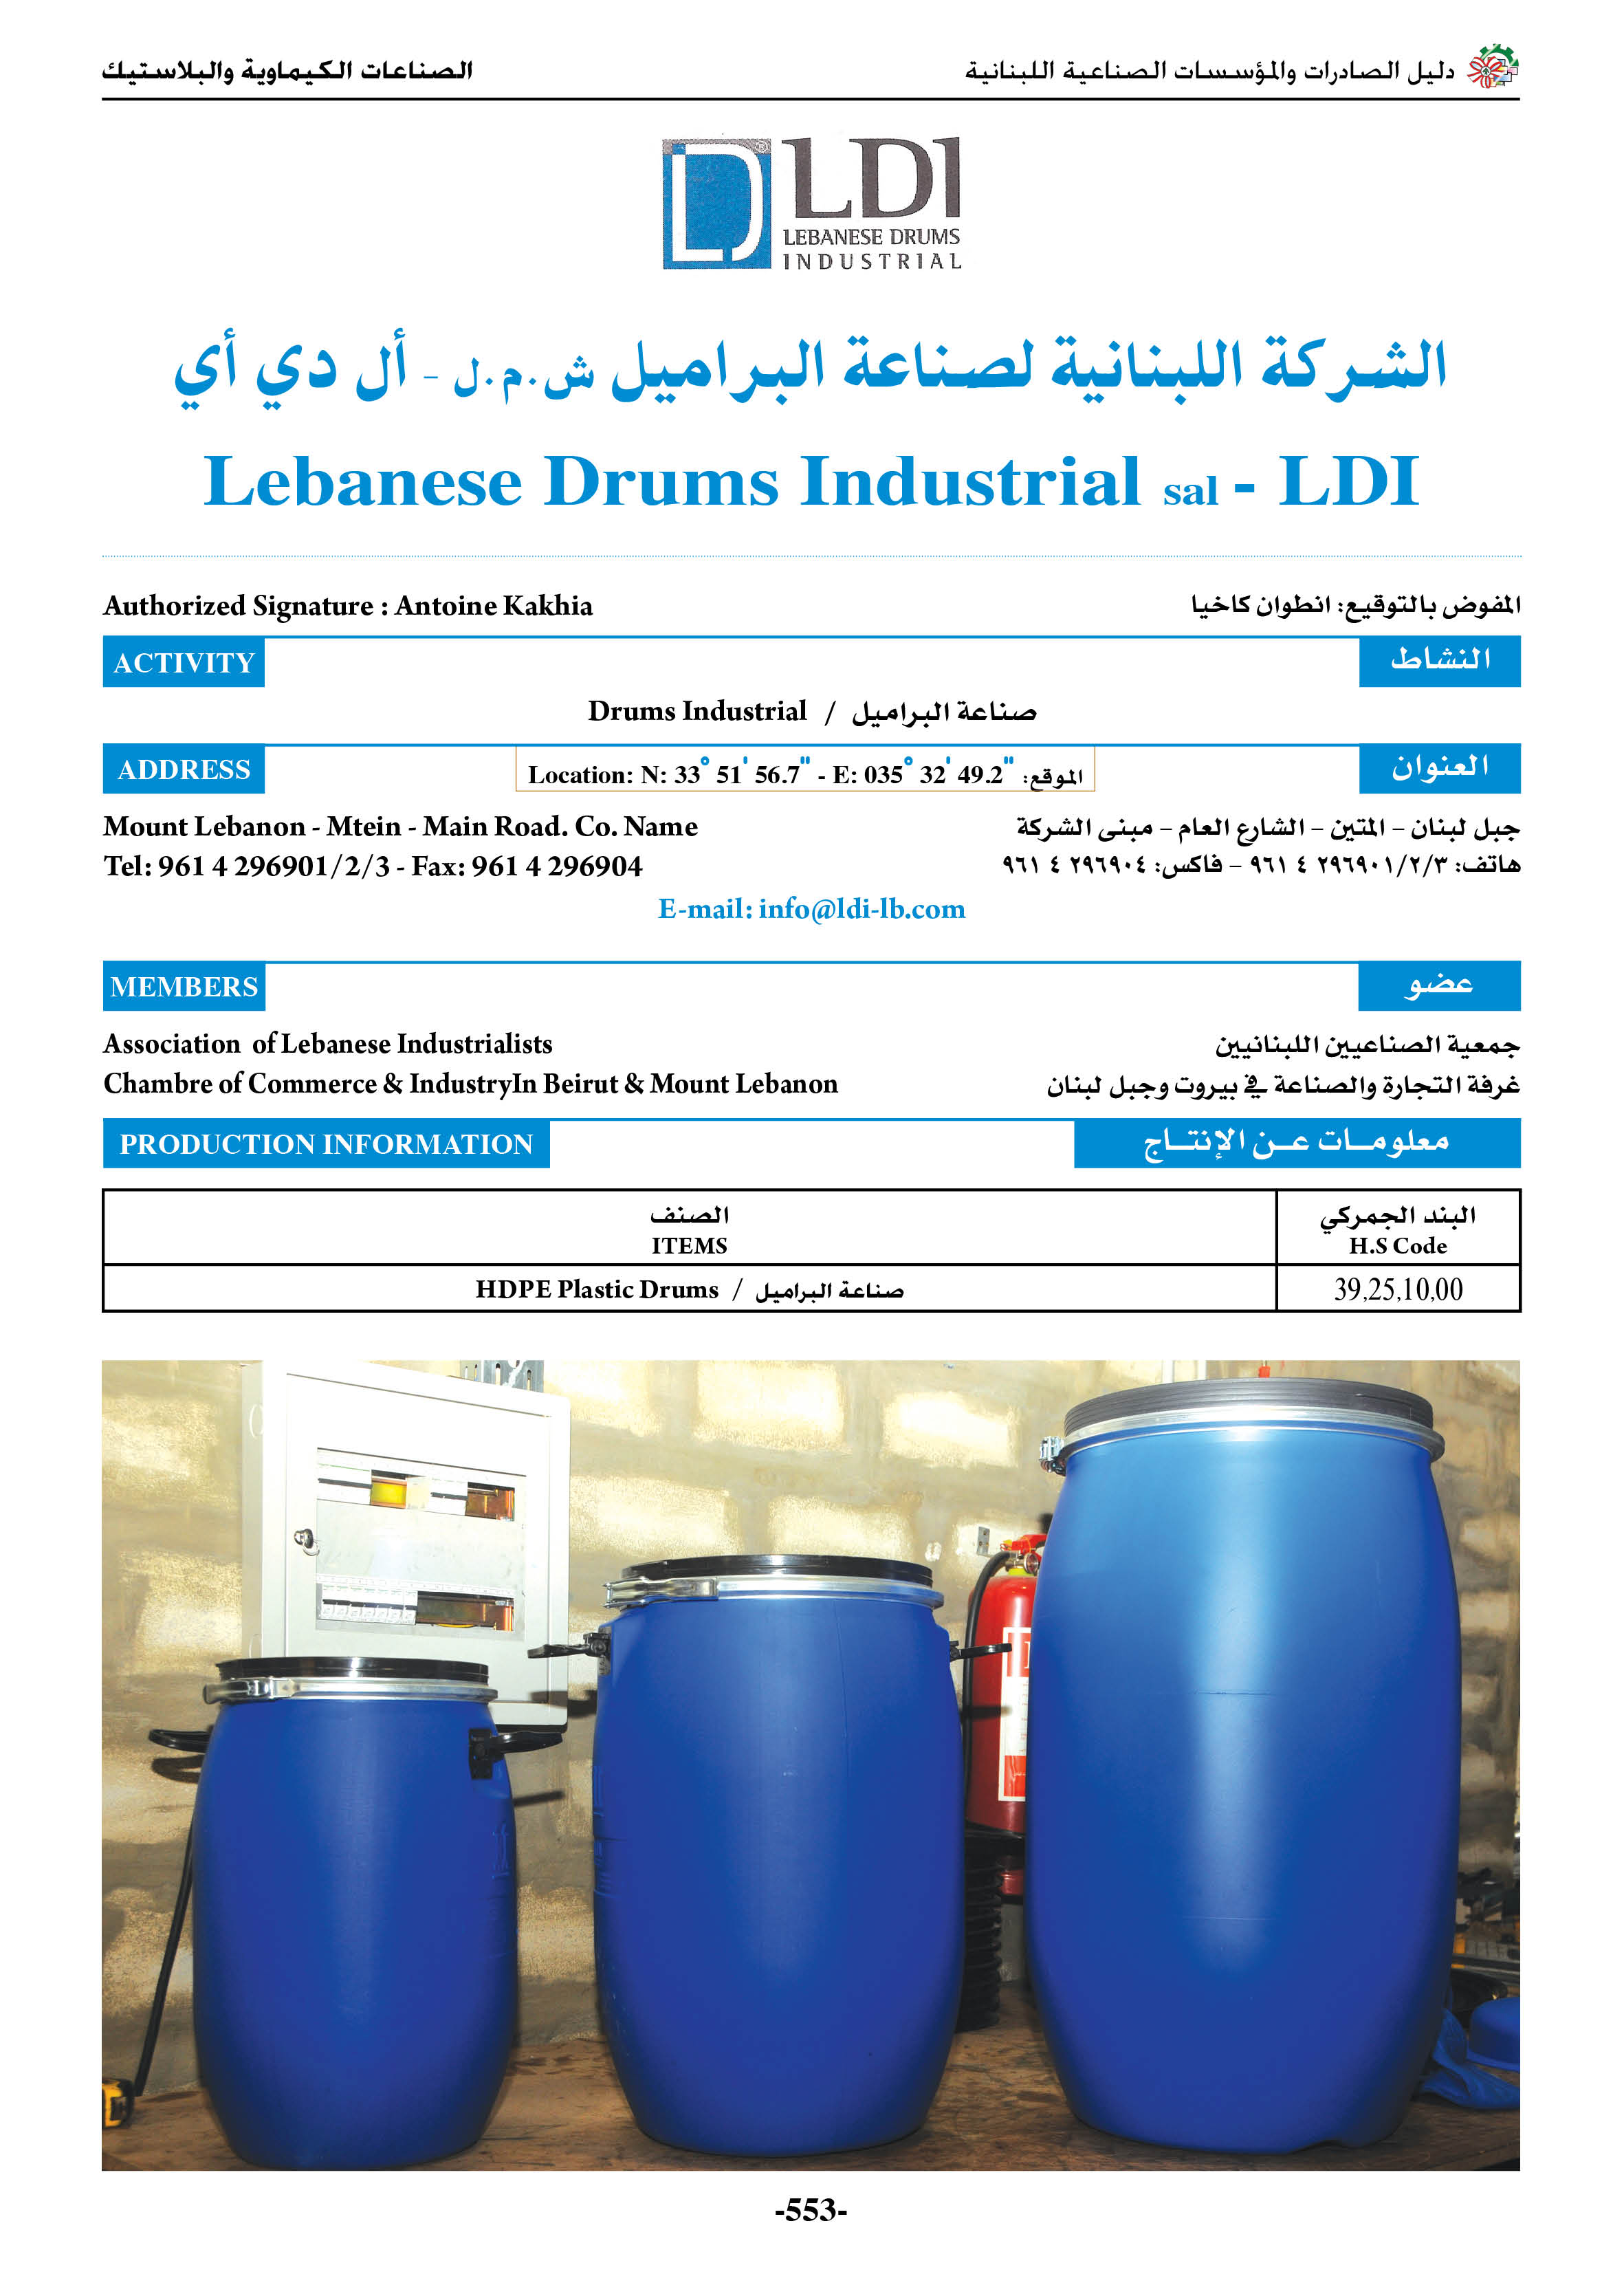 دليل الصادرات والمؤسسات الصناعية اللبنانية
الصناعات الكيماوية والبلاستيك
LDI
LEBANESE DRUMS
INDUSTRIAL
الشركة اللبنانية لصناعة البراميل ش.م.ل - أل دي أي
Lebanese Drums Industrial sal - LDI
Authorized Signature : Antoine Kakhia
المفوض بالتوقيع: انطوان كاخيا
ACTIVITY
النشاط
Drums Industrial / صناعة البراميل
ADDRESS
Location: N: 33° 51' 56.7" - E: 035° 32' 49.2" الموقع:
العنوان
Mount Lebanon - Mtein - Main Road. Co. Name
جبل لبنان – المتين – الشارع العام – مبنى الشركة
Tel: 961 4 296901/2/3 - Fax: 961 4 296904
هاتف: ٢٩٦٩٠١/٢/٣ ٤ ٩٦١ – فاكس: ٢٩٦٩٠٤ ٤ ٩٦١
E-mail: info@ldi-lb.com
MEMBERS
عضو
Association of Lebanese Industrialists
جمعية الصناعيين اللبنانيين
Chambre of Commerce & IndustryIn Beirut & Mount Lebanon
غرفة التجارة والصناعة في بيروت وجبل لبنان
PRODUCTION INFORMATION
معلومـات عـن الإنتـاج
الصنف
ITEMS
البند الجمركي
H.S Code
HDPE Plastic Drums / صناعة البراميل
39,25,10,00
-553-